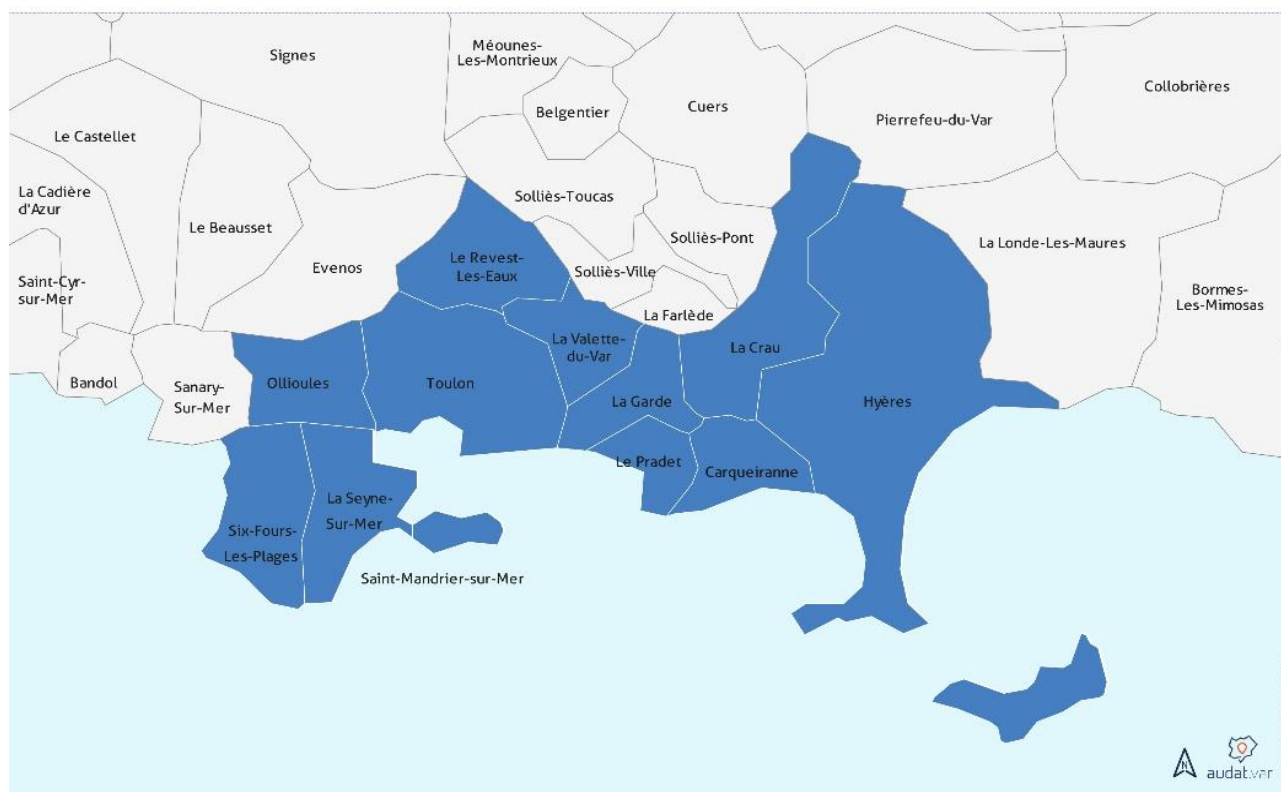 Signes
Méounes-
Les-Montrieux
Collobrières
Belgentier
Cuers
Pierrefeu-du-Var
Le Castellet
La Cadière
d'Azur
Le Beausset
Solliès-Toucas
Solliès-Pont
La Londe-Les-Maures
Evenos
Le Revest-
Les-Eaux
Solliès-Ville
Saint-Cyr-
sur-Mer
Bormes-
Les-Mimosas
La Farlède
La Valette-
du-Var
La Crau
Bandol
Sanary-
Sur-Mer
Ollioules
Toulon
La Garde
Hyères
Le Pradet
Carqueiranne
La Seyne-
Sur-Mer
Six-Fours-
Les-Plages
Saint-Mandrier-sur-Mer
N
audat.var